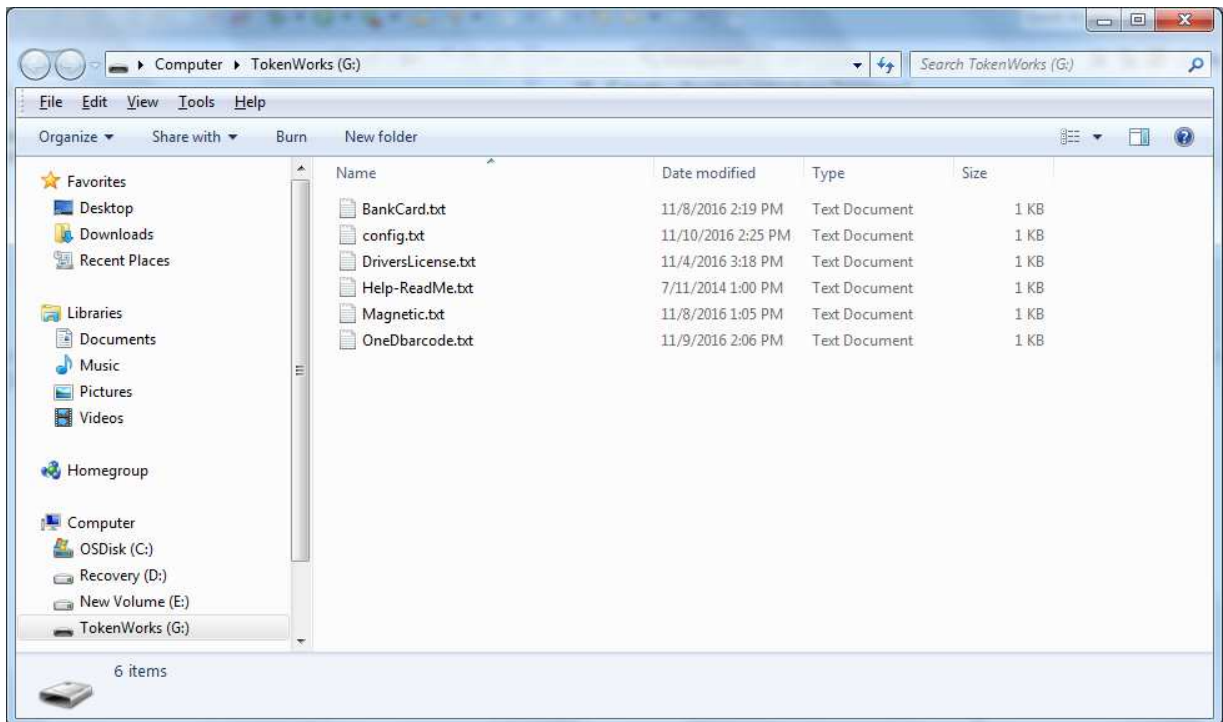 Computer TokenWorks (G:) Search TokenWorks (G:)
File Edit View Tools Help
Organize Share with Burn New folder
Favorites
Desktop
Downloads
Recent Places
Libraries
Documents
Music
Pictures
Videos
Homegroup
Computer
OSDisk (C:)
Recovery (D:)
New Volume (E:)
TokenWorks (G:)
Name Date modified Type Size
BankCard.txt 11/8/2016 2:19 PM Text Document 1 KB
config.txt 11/10/2016 2:25 PM Text Document 1 KB
DriversLicense.txt 11/4/2016 3:18 PM Text Document 1 KB
Help-ReadMe.txt 7/11/2014 1:00 PM Text Document 1 KB
Magnetic.txt 11/8/2016 1:05 PM Text Document 1 KB
OneDbarcode.txt 11/9/2016 2:06 PM Text Document 1 KB
6 items